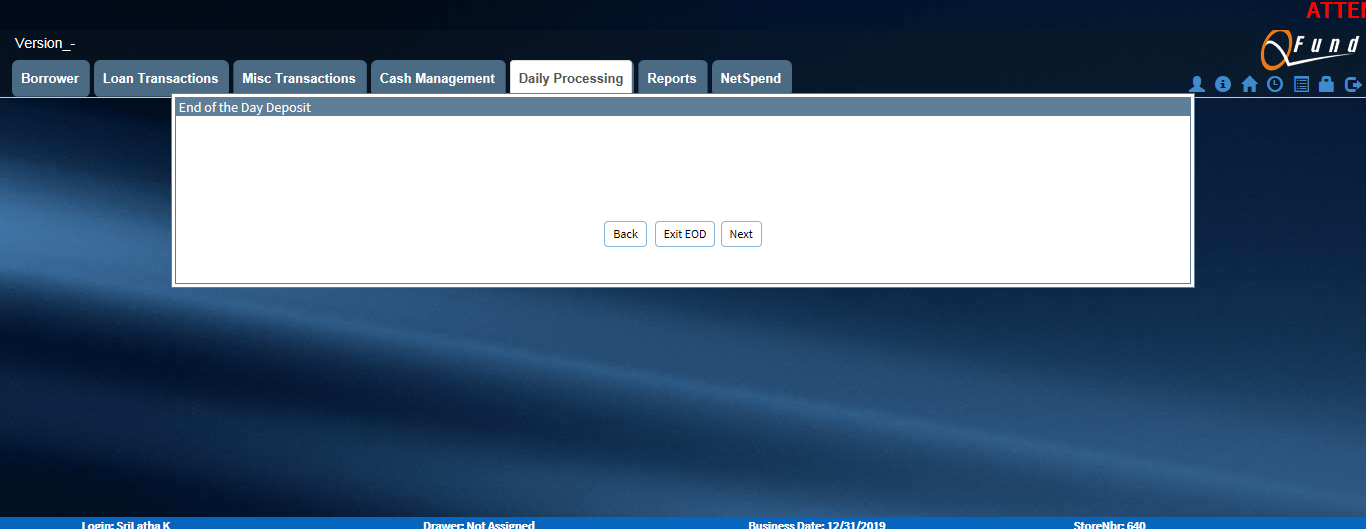 ATTE
Version_-
QFund
Borrower Loan Transactions Misc Transactions Cash Management Daily Processing Reports NetSpend
End of the Day Deposit
Back Exit EOD Next
Login: SriLatha K Drawer: Not Assigned Business Date: 12/31/2019 StoreNbr: 640